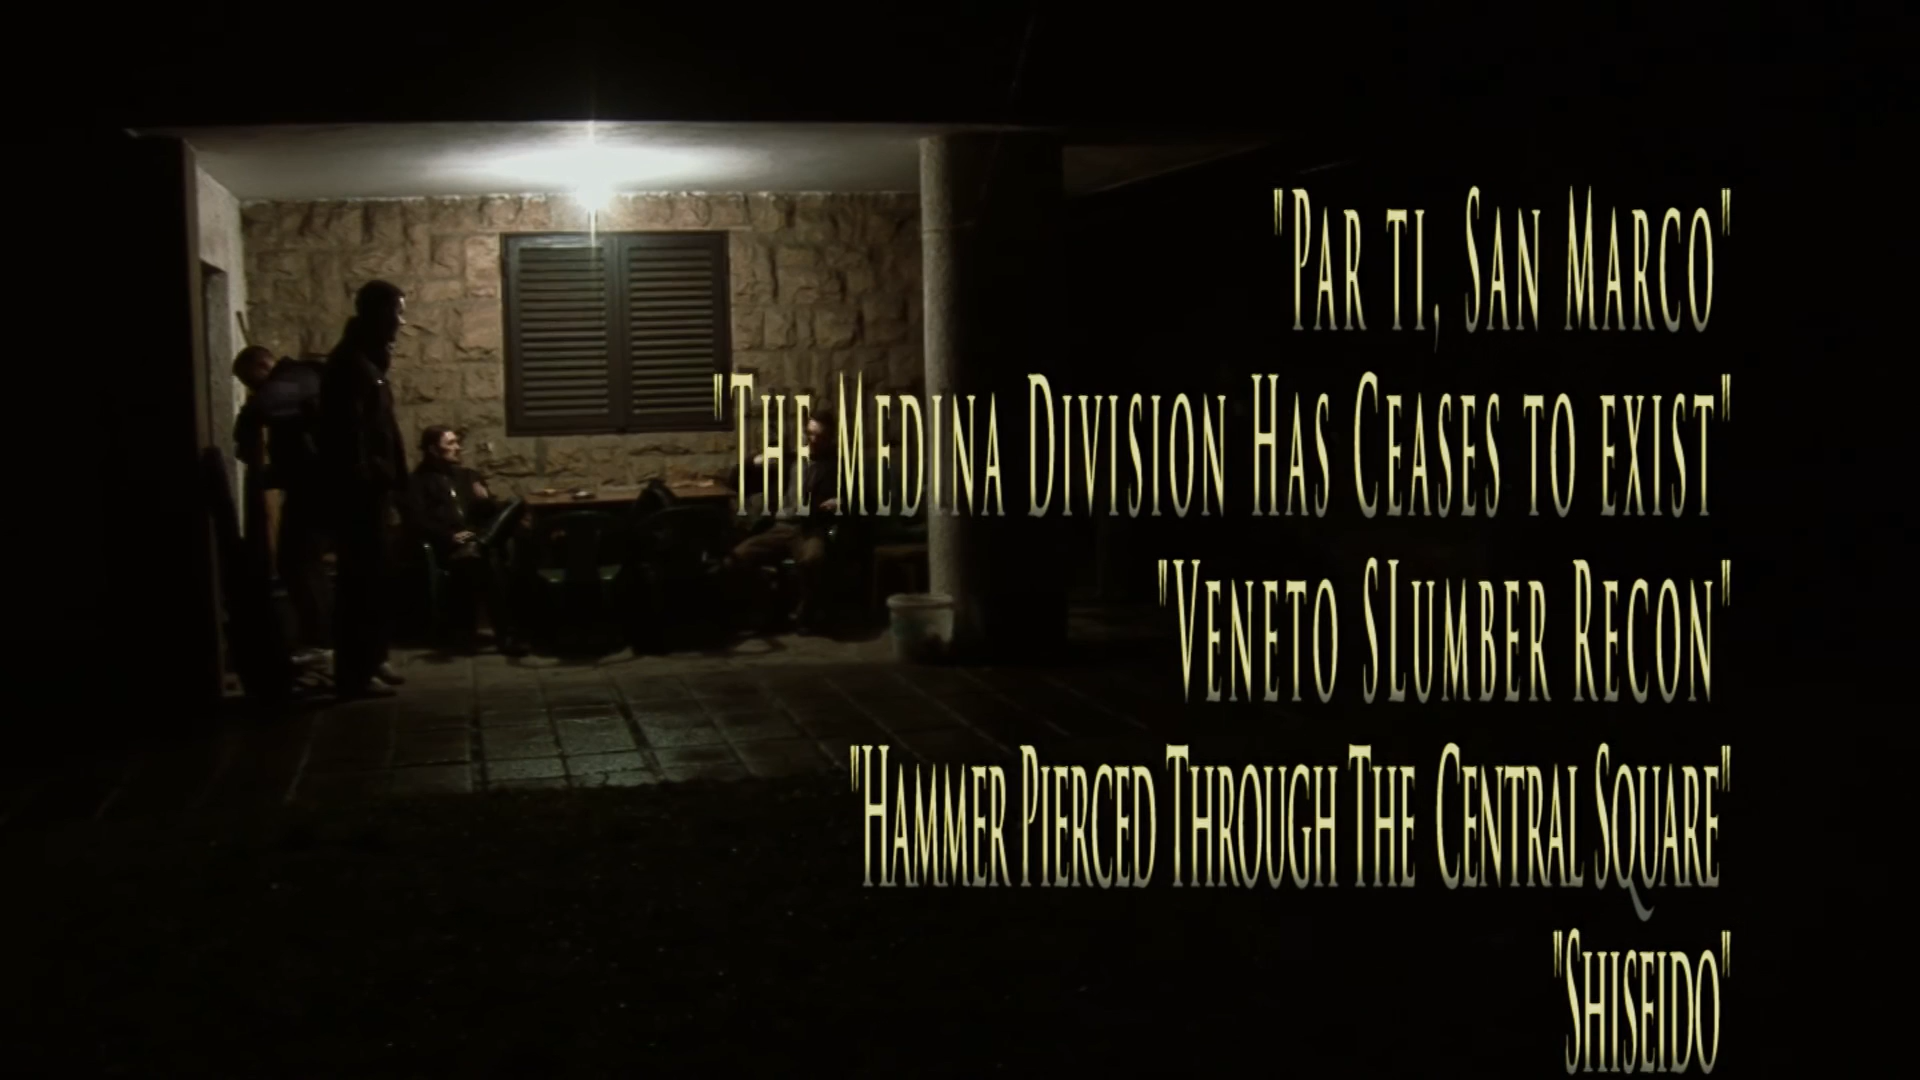 "Par ti, San Marco"
"The Medina Division Has Ceases to exist"
"Veneto SLumber Recon"
"Hammer Pierced Through The Central Square"
"Shiseido"